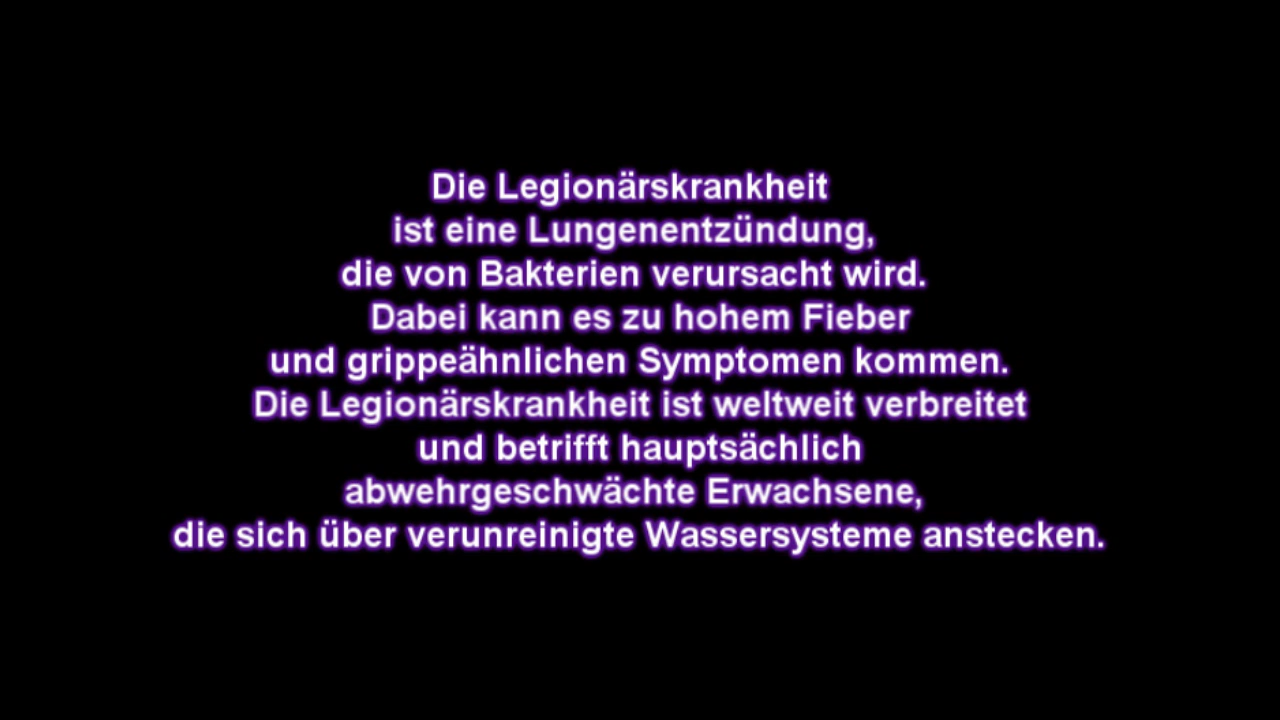 Die Legionärskrankheit
ist eine Lungenentzündung,
die von Bakterien verursacht wird.
Dabei kann es zu hohem Fieber
und grippeähnlichen Symptomen kommen.
Die Legionärskrankheit ist weltweit verbreitet
und betrifft hauptsächlich
abwehrgeschwächte Erwachsene,
die sich über verunreinigte Wassersysteme anstecken.